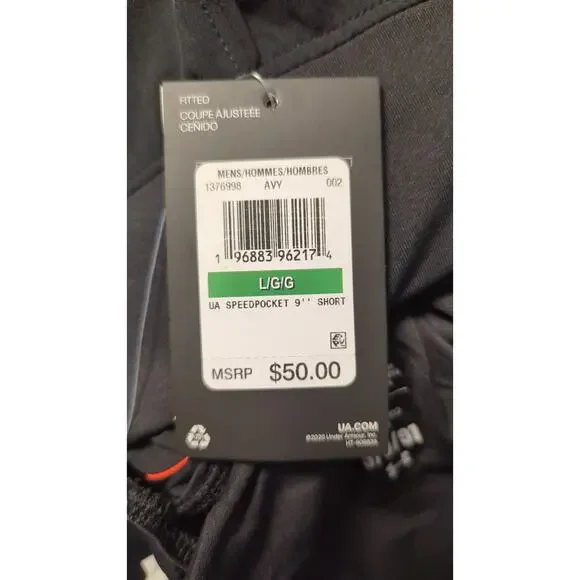 FITTED
COUPE AJUSTEÉE
CEÑIDO
MENS/HOMMES/HOMBRES
1376998 AVY 002
1 96883 96217 4
L/G/G
UA SPEEDPOCKET 9'' SHORT
MSRP $50.00
UA.COM
©2020 Under Armour, Inc.